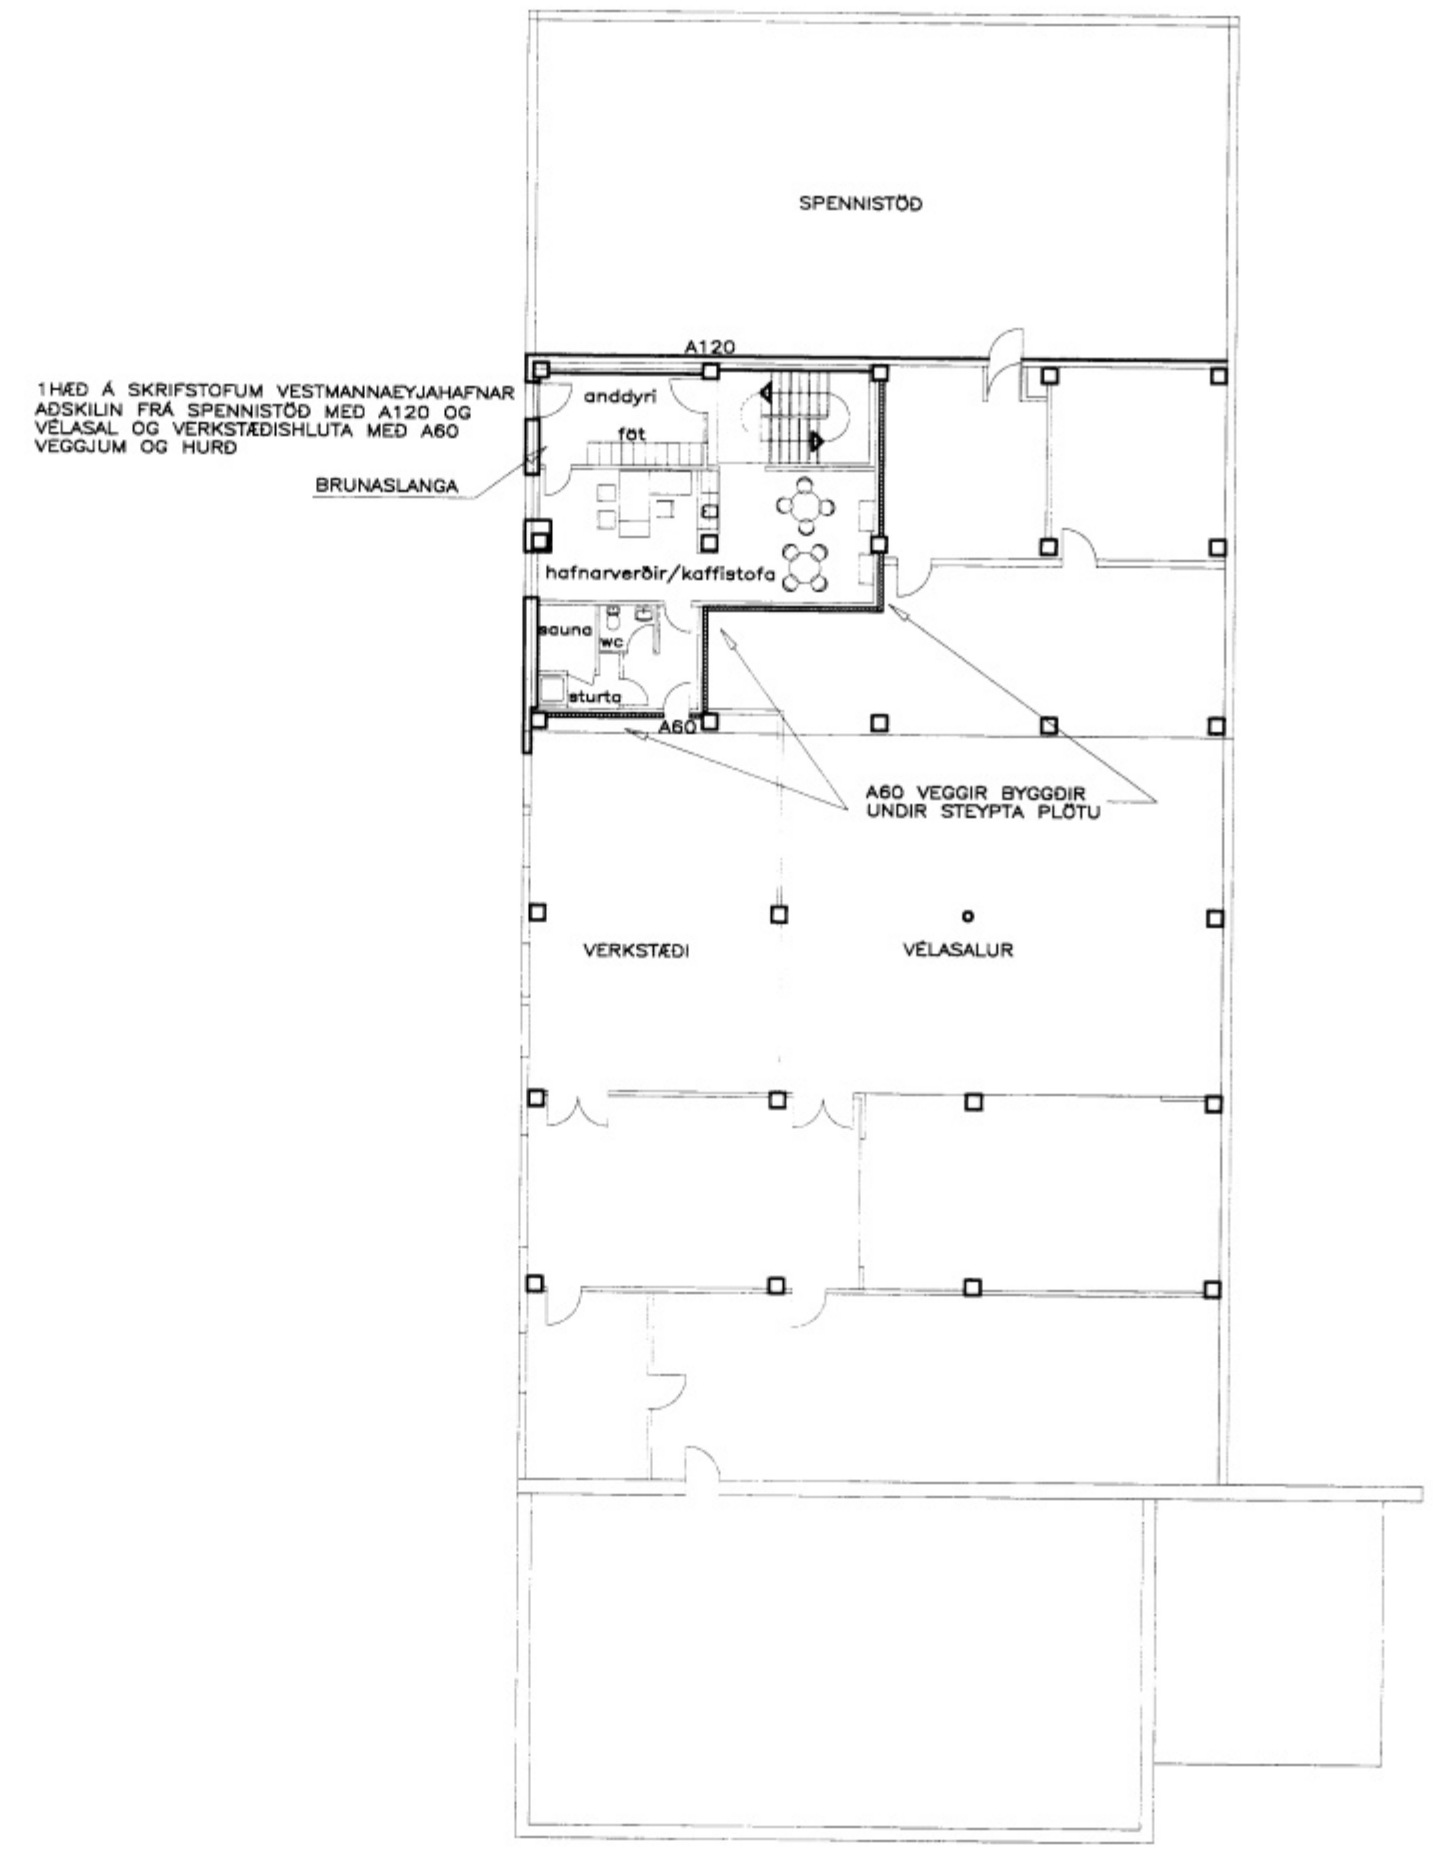 SPENNISTÖÐ
A120
1HÆÐ Á SKRIFSTOFUM VESTMANNAEYJAHAFNAR
AÐSKILIN FRÁ SPENNISTÖÐ MEÐ A120 OG
VÉLASAL OG VERKSTÆÐISHLUTA MEÐ A60
VEGGJUM OG HURÐ
anddyri
föt
BRUNASLANGA
hafnarverðir/kaffistofa
sauna
wc
sturta
A60
A60 VEGGIR BYGGÐIR
UNDIR STEYPTA PLÖTU
VERKSTÆÐI
VÉLASALUR